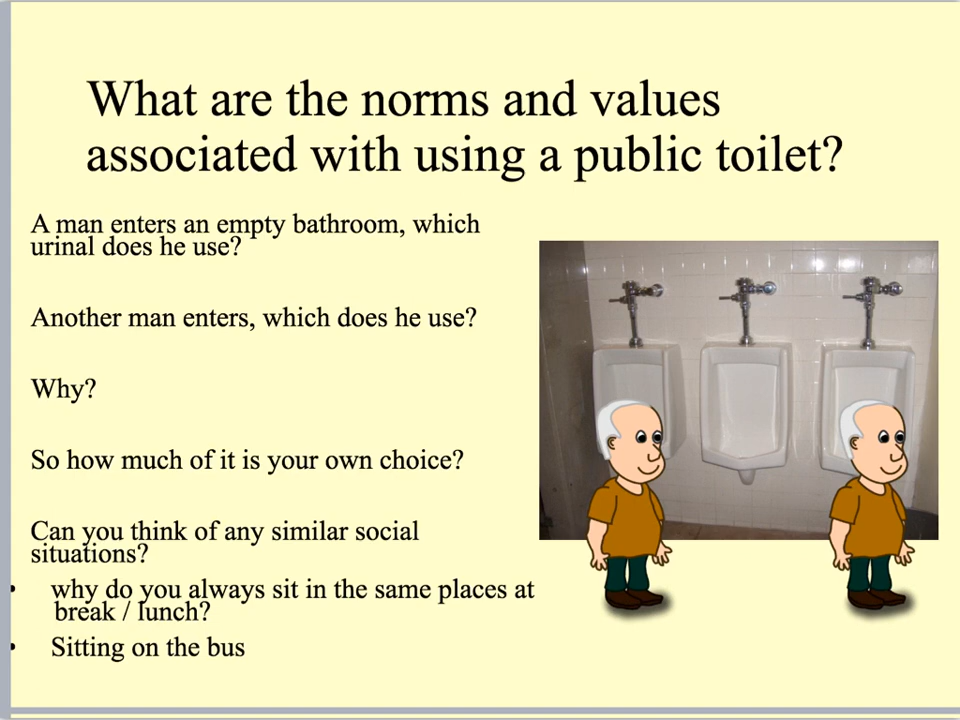 What are the norms and values
associated with using a public toilet?
A man enters an empty bathroom, which
urinal does he use?
Another man enters, which does he use?
Why?
So how much of it is your own choice?
Can you think of any similar social
situations?
• why do you always sit in the same places at
break / lunch?
• Sitting on the bus